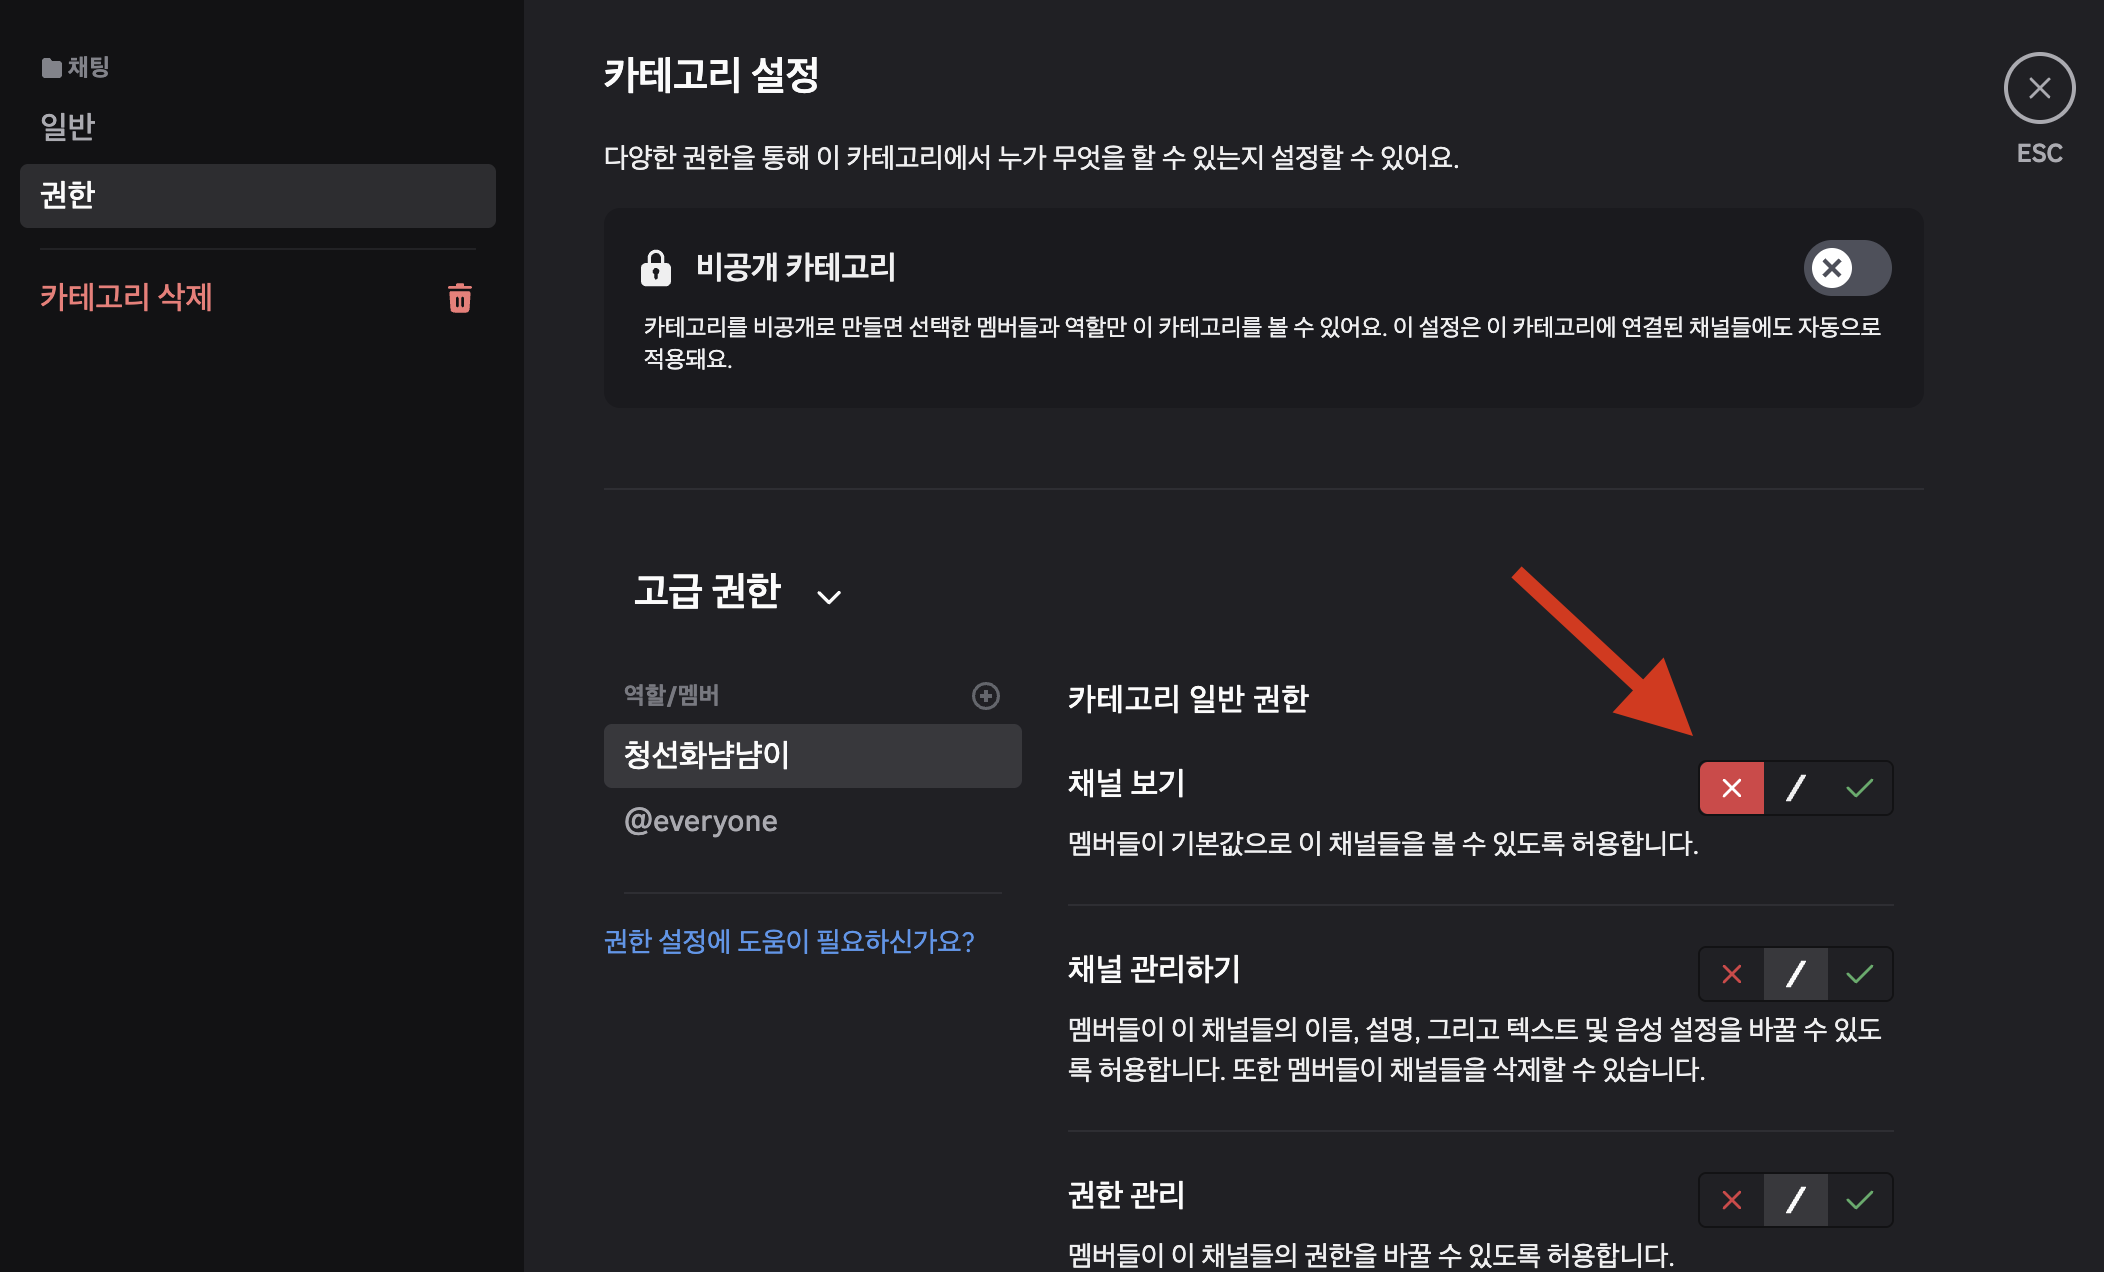 채팅
일반
권한
카테고리 삭제
카테고리 설정
다양한 권한을 통해 이 카테고리에서 누가 무엇을 할 수 있는지 설정할 수 있어요.
비공개 카테고리
카테고리를 비공개로 만들면 선택한 멤버들과 역할만 이 카테고리를 볼 수 있어요. 이 설정은 이 카테고리에 연결된 채널들에도 자동으로
적용돼요.
ESC
고급 권한
역할/멤버
청선화냠냠이
@everyone
권한 설정에 도움이 필요하신가요?
카테고리 일반 권한
채널 보기
멤버들이 기본값으로 이 채널들을 볼 수 있도록 허용합니다.
채널 관리하기
멤버들이 이 채널들의 이름, 설명, 그리고 텍스트 및 음성 설정을 바꿀 수 있도
록 허용합니다. 또한 멤버들이 채널들을 삭제할 수 있습니다.
권한 관리
멤버들이 이 채널들의 권한을 바꿀 수 있도록 허용합니다.